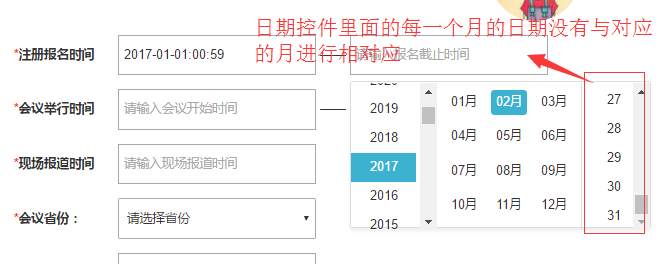 日期控件里面的每一个月的日期没有与对应
的月进行相对应
*注册报名时间 2017-01-01:00:59 请输入报名截止时间
*会议举行时间 请输入会议开始时间
*现场报道时间 请输入现场报道时间
*会议省份： 请选择省份
2019
2018
2017
2016
2015
01月 02月 03月
04月 05月 06月
07月 08月 09月
10月 11月 12月
27
28
29
30
31